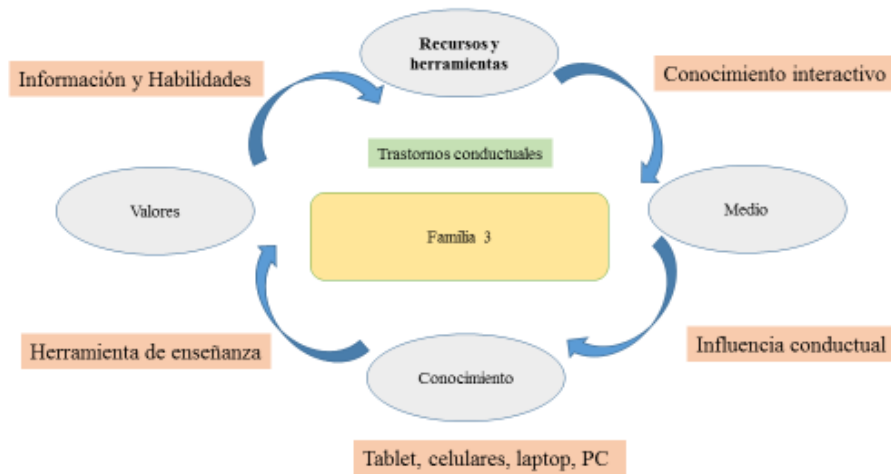 Recursos y
herramientas
Información y Habilidades
Conocimiento interactivo
Trastornos conductuales
Valores
Familia 3
Medio
Herramienta de enseñanza
Influencia conductual
Conocimiento
Tablet, celulares, laptop, PC